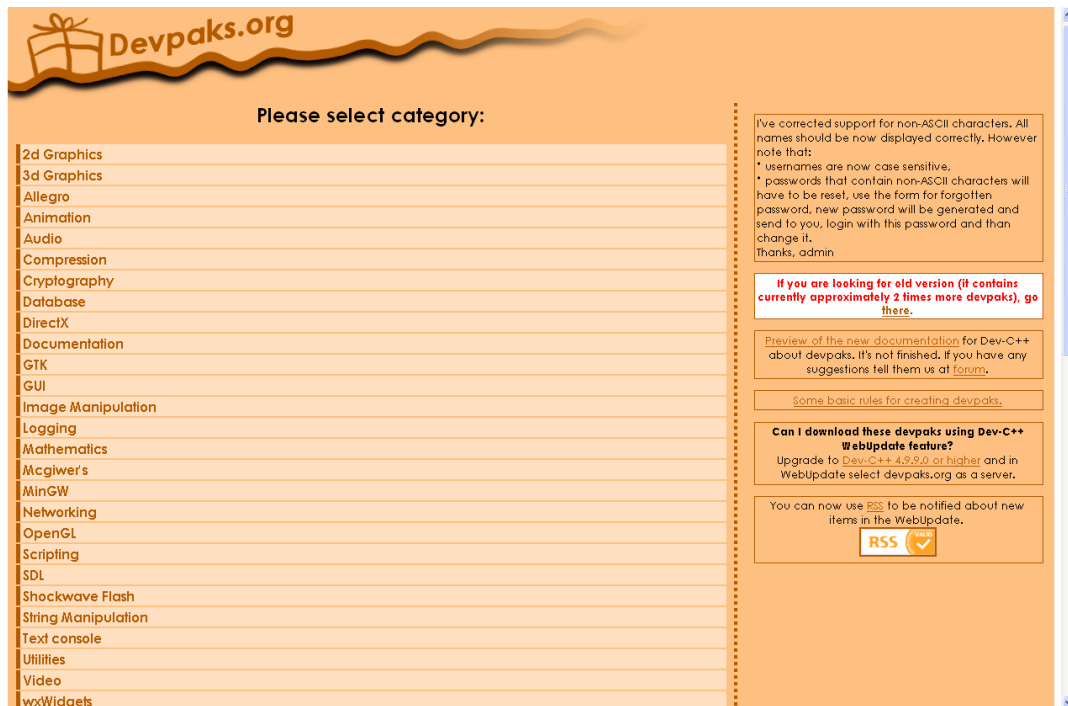 Devpaks.org
Please select category:
2d Graphics
3d Graphics
Allegro
Animation
Audio
Compression
Cryptography
Database
DirectX
Documentation
GTK
GUI
Image Manipulation
Logging
Mathematics
Mcgiwer's
MinGW
Networking
OpenGL
Scripting
SDL
Shockwave Flash
String Manipulation
Text console
Utilities
Video
wxWidgets
I've corrected support for non-ASCII characters. All
names should be now displayed correctly. However
note that:
* usernames are now case sensitive,
* passwords that contain non-ASCII characters will
have to be reset, use the form for forgotten
password, new password will be generated and
send to you, login with this password and than
change it.
Thanks, admin
If you are looking for old version (it contains
currently approximately 2 times more devpaks), go
there.
Preview of the new documentation for Dev-C++
about devpaks. It's not finished. If you have any
suggestions tell them us at forum.
Some basic rules for creating devpaks.
Can I download these devpaks using Dev-C++
WebUpdate feature?
Upgrade to Dev-C++ 4.9.9.0 or higher and in
WebUpdate select devpaks.org as a server.
You can now use RSS to be notified about new
items in the WebUpdate.
RSS VALID